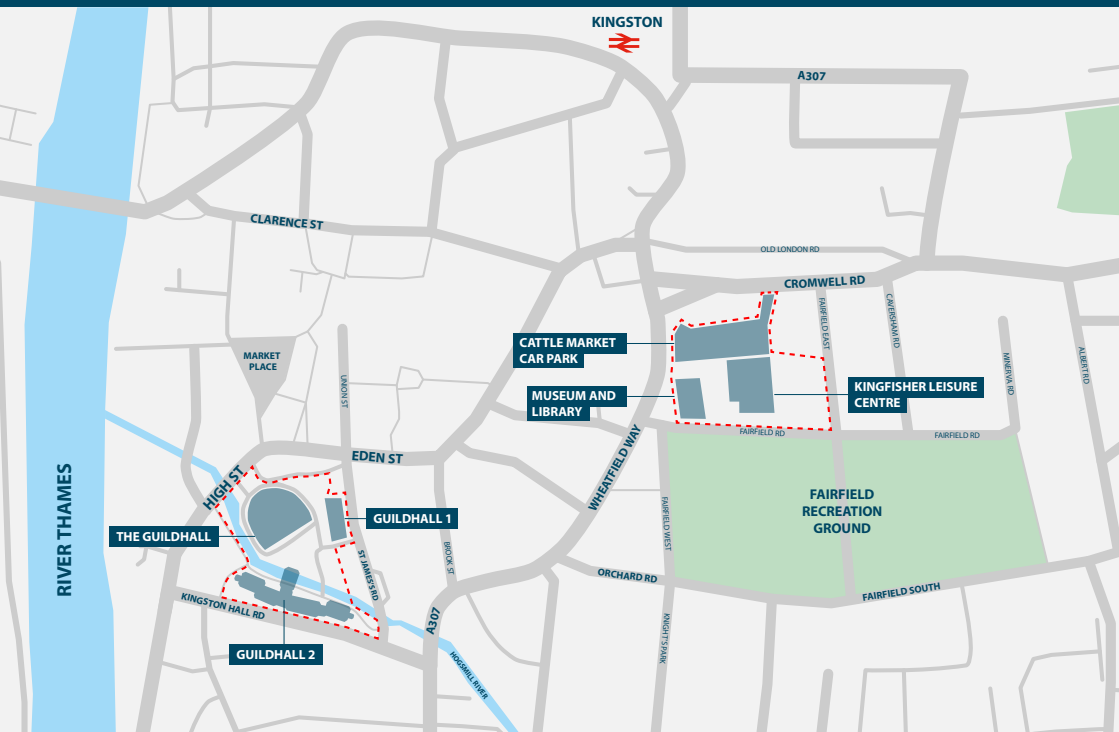 KINGSTON
A307
CLARENCE ST
OLD LONDON RD
CROMWELL RD
FAIRFIELD EAST
CAVERSHAM RD
MINERVA RD
ALBERT RD
CATTLE MARKET
CAR PARK
MARKET
PLACE
UNION ST
MUSEUM AND
LIBRARY
KINGFISHER LEISURE
CENTRE
FAIRFIELD RD
FAIRFIELD RD
EDEN ST
WHEATFIELD WAY
HIGH ST
RIVER THAMES
FAIRFIELD
RECREATION
GROUND
GUILDHALL 1
THE GUILDHALL
FAIRFIELD WEST
BROOK ST
ST JAMES'S RD
ORCHARD RD
FAIRFIELD SOUTH
KINGSTON HALL RD
A307
KNIGHT'S PARK
GUILDHALL 2
HOGSMILL RIVER